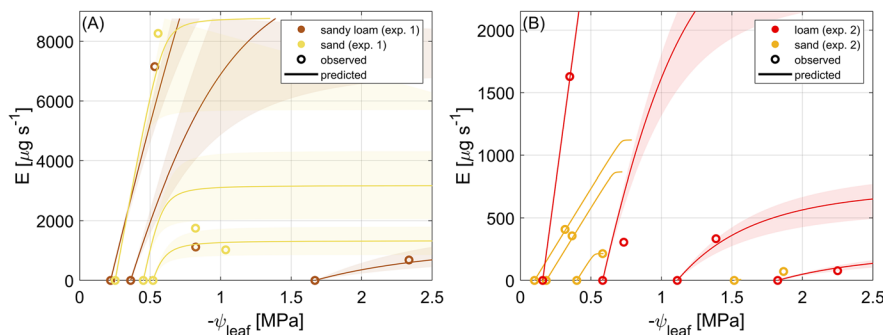 (A)
sandy loam (exp. 1)
sand (exp. 1)
observed
predicted
E [μg s⁻¹]
8000
6000
4000
2000
0
0 0.5 1 1.5 2 2.5
-ψleaf [MPa]
(B)
loam (exp. 2)
sand (exp. 2)
observed
predicted
E [μg s⁻¹]
2000
1500
1000
500
0
0 0.5 1 1.5 2 2.5
-ψleaf [MPa]